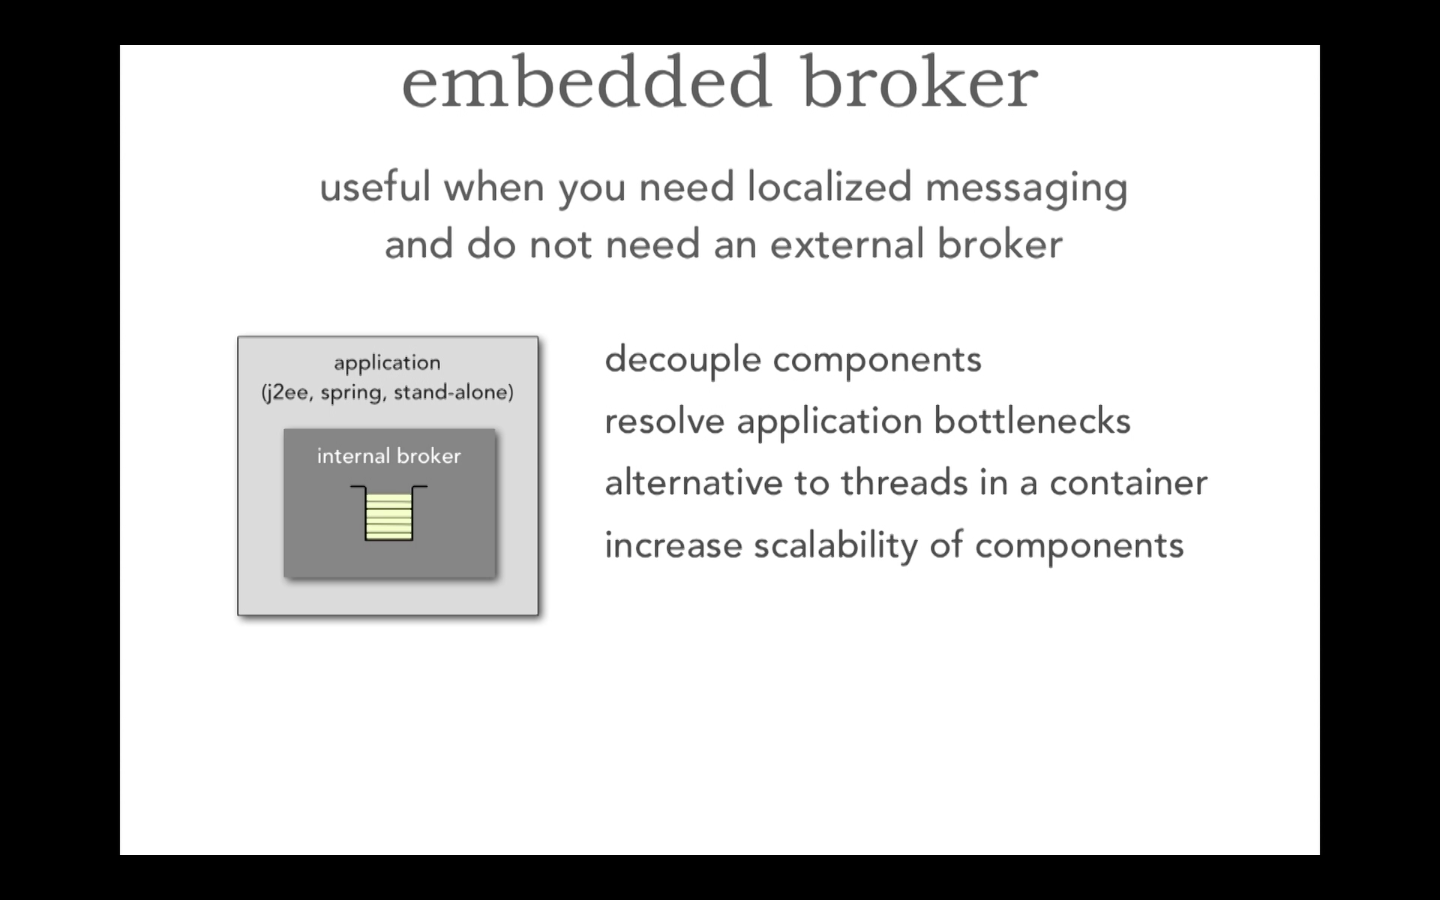 embedded broker
useful when you need localized messaging
and do not need an external broker
application
(j2ee, spring, stand-alone)
internal broker
decouple components
resolve application bottlenecks
alternative to threads in a container
increase scalability of components